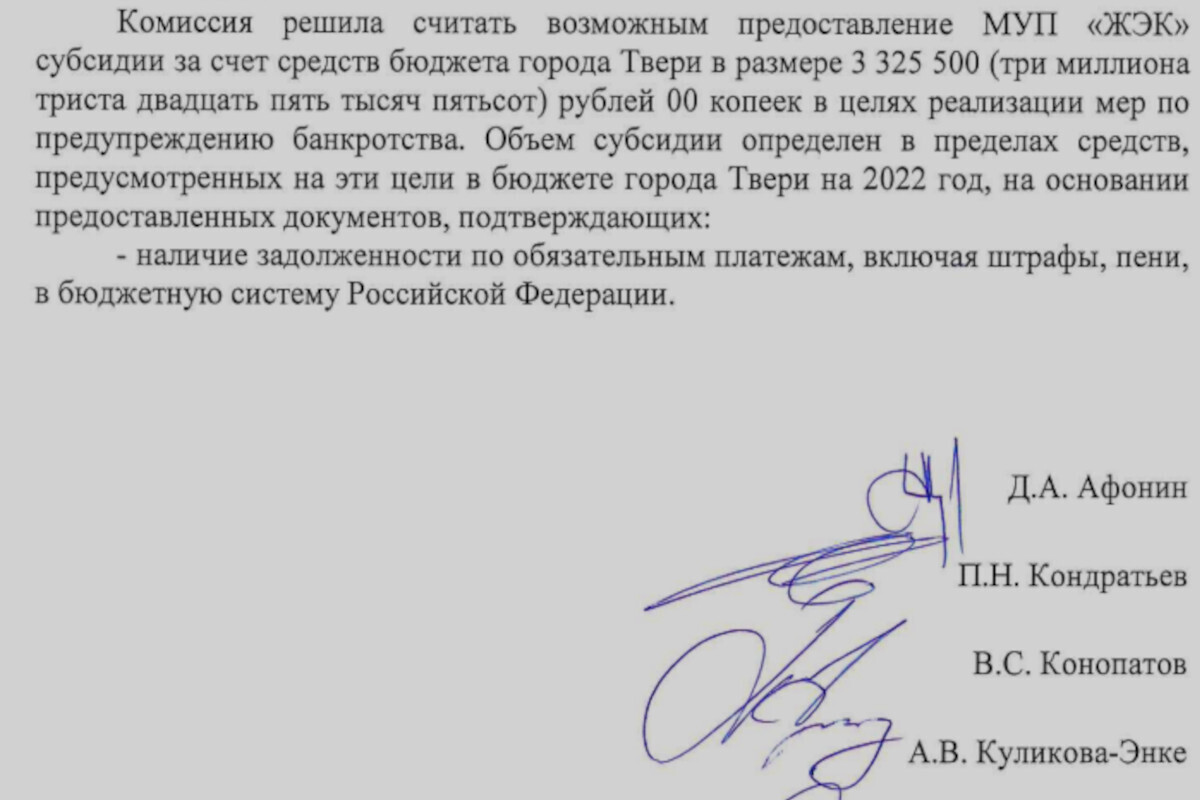 Комиссия решила считать возможным предоставление МУП «ЖЭК»
субсидии за счет средств бюджета города Твери в размере 3 325 500 (три миллиона
триста двадцать пять тысяч пятьсот) рублей 00 копеек в целях реализации мер по
предупреждению банкротства. Объем субсидии определен в пределах средств,
предусмотренных на эти цели в бюджете города Твери на 2022 год, на основании
предоставленных документов, подтверждающих:
- наличие задолженности по обязательным платежам, включая штрафы, пени,
в бюджетную систему Российской Федерации.
Д.А. Афонин
П.Н. Кондратьев
В.С. Конопатов
А.В. Куликова-Энке